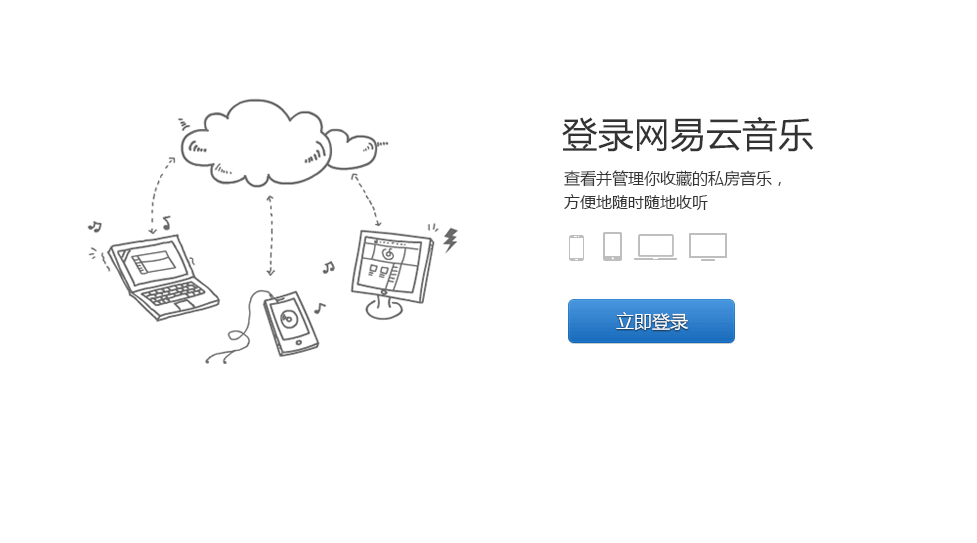 登录网易云音乐
查看并管理你收藏的私房音乐，
方便地随时随地收听
立即登录